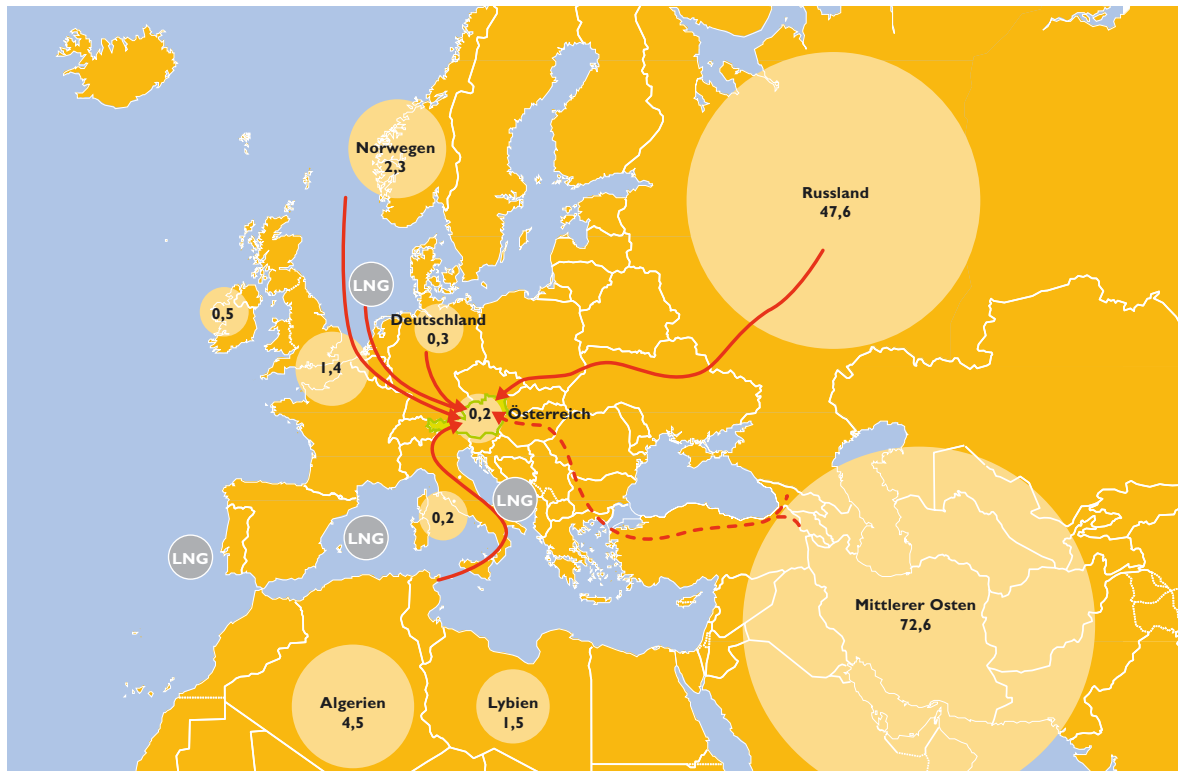 Norwegen
2,3
Russland
47,6
LNG
0,5
Deutschland
0,3
1,4
0,2
Österreich
LNG
0,2
LNG
LNG
Mittlerer Osten
72,6
Algerien
4,5
Lybien
1,5